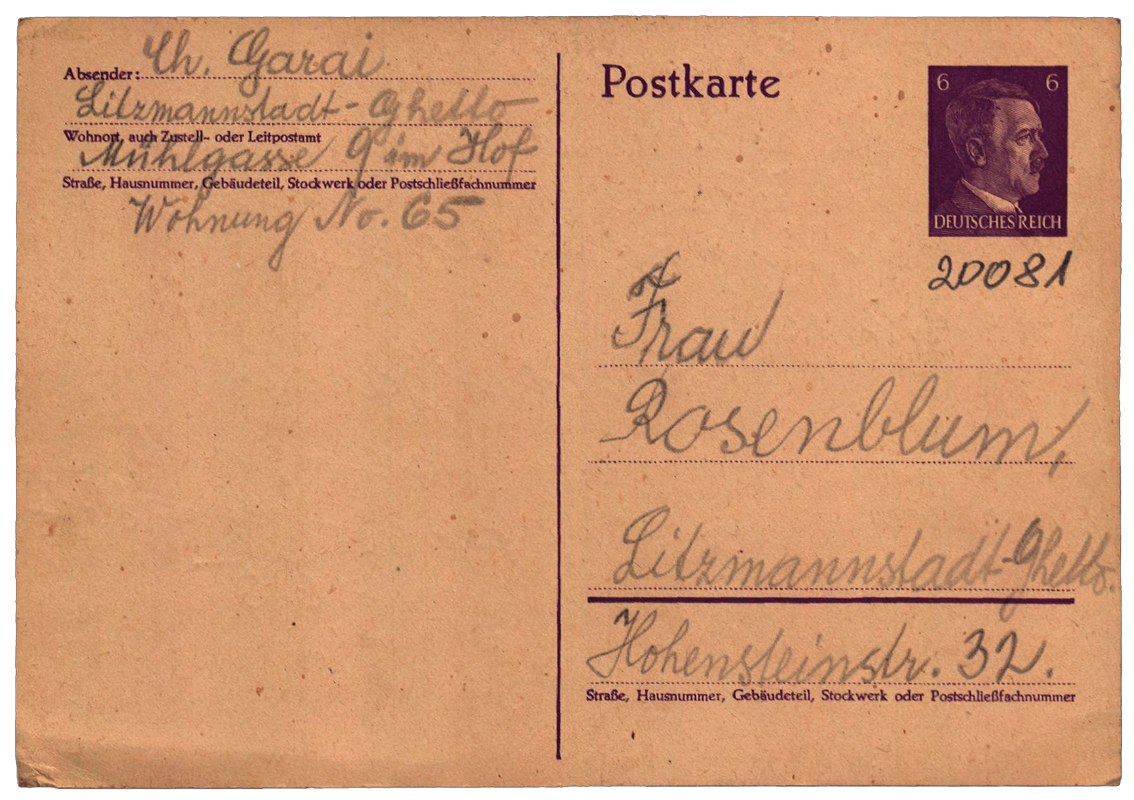 Absender: Ch. Garai
Litzmannstadt-Ghetto
Wohnort, auch Zustell- oder Leitpostamt
Mühlgasse 9 im Hof
Straße, Hausnummer, Gebäudeteil, Stockwerk oder Postschließfachnummer
Wohnung No. 65
Postkarte
6 6
DEUTSCHES REICH
20081
Frau
Rosenblum,
Litzmannstadt-Ghetto.
Hohensteinstr. 32.
Straße, Hausnummer, Gebäudeteil, Stockwerk oder Postschließfachnummer